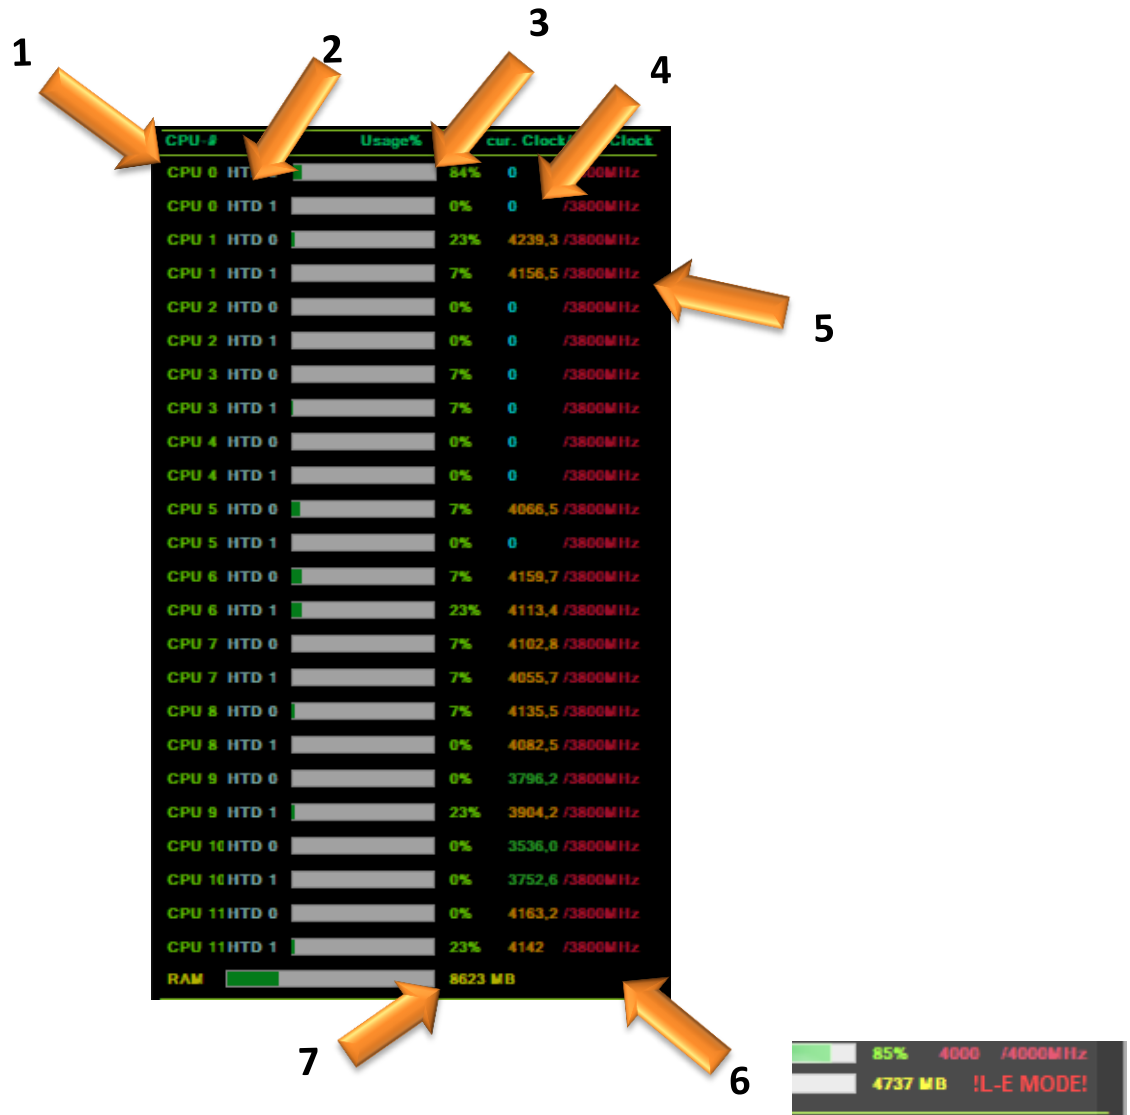 1
2
3
4
CPU-# Usage% cur. Clock/ Clock
CPU 0 HT 84% 0 00MHz
CPU 0 HTD 1 0% 0 /3800MHz
CPU 1 HTD 0 23% 4239,3 /3800MHz
CPU 1 HTD 1 7% 4156,5 /3800MHz
5
CPU 2 HTD 0 0% 0 /3800MHz
CPU 2 HTD 1 0% 0 /3800MHz
CPU 3 HTD 0 7% 0 /3800MHz
CPU 3 HTD 1 7% 0 /3800MHz
CPU 4 HTD 0 0% 0 /3800MHz
CPU 4 HTD 1 0% 0 /3800MHz
CPU 5 HTD 0 7% 4066,5 /3800MHz
CPU 5 HTD 1 0% 0 /3800MHz
CPU 6 HTD 0 7% 4159,7 /3800MHz
CPU 6 HTD 1 23% 4113,4 /3800MHz
CPU 7 HTD 0 7% 4102,8 /3800MHz
CPU 7 HTD 1 7% 4055,7 /3800MHz
CPU 8 HTD 0 7% 4135,5 /3800MHz
CPU 8 HTD 1 0% 4082,5 /3800MHz
CPU 9 HTD 0 0% 3796,2 /3800MHz
CPU 9 HTD 1 23% 3904,2 /3800MHz
CPU 10 HTD 0 0% 3536,0 /3800MHz
CPU 10 HTD 1 0% 3752,6 /3800MHz
CPU 11 HTD 0 0% 4163,2 /3800MHz
CPU 11 HTD 1 23% 4142 /3800MHz
RAM 8623 MB
7
6
85% 4000 /4000MHz
4737 MB !L-E MODE!